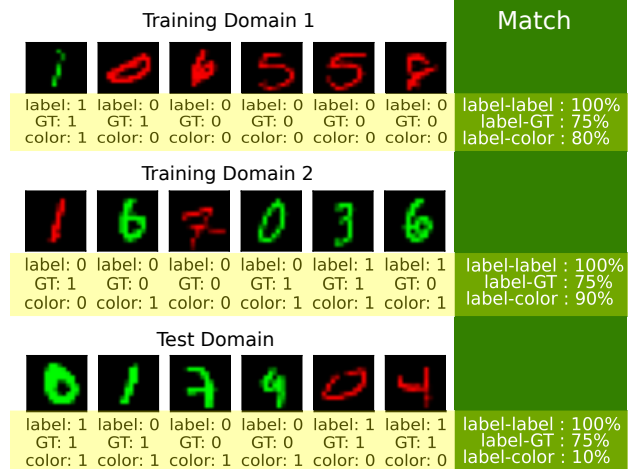 Training Domain 1
Match
label: 1 label: 0 label: 0 label: 0 label: 0 label: 0 label-label : 100%
GT: 1 GT: 1 GT: 0 GT: 0 GT: 0 GT: 0 label-GT : 75%
color: 1 color: 0 color: 0 color: 0 color: 0 color: 0 label-color : 80%
Training Domain 2
label: 0 label: 0 label: 0 label: 0 label: 1 label: 1 label-label : 100%
GT: 1 GT: 0 GT: 0 GT: 1 GT: 1 GT: 0 label-GT : 75%
color: 0 color: 1 color: 0 color: 1 color: 1 color: 1 label-color : 90%
Test Domain
label: 1 label: 1 label: 0 label: 0 label: 1 label: 1 label-label : 100%
GT: 1 GT: 1 GT: 0 GT: 0 GT: 1 GT: 0 label-GT : 75%
color: 1 color: 1 color: 1 color: 1 color: 0 color: 0 label-color : 10%